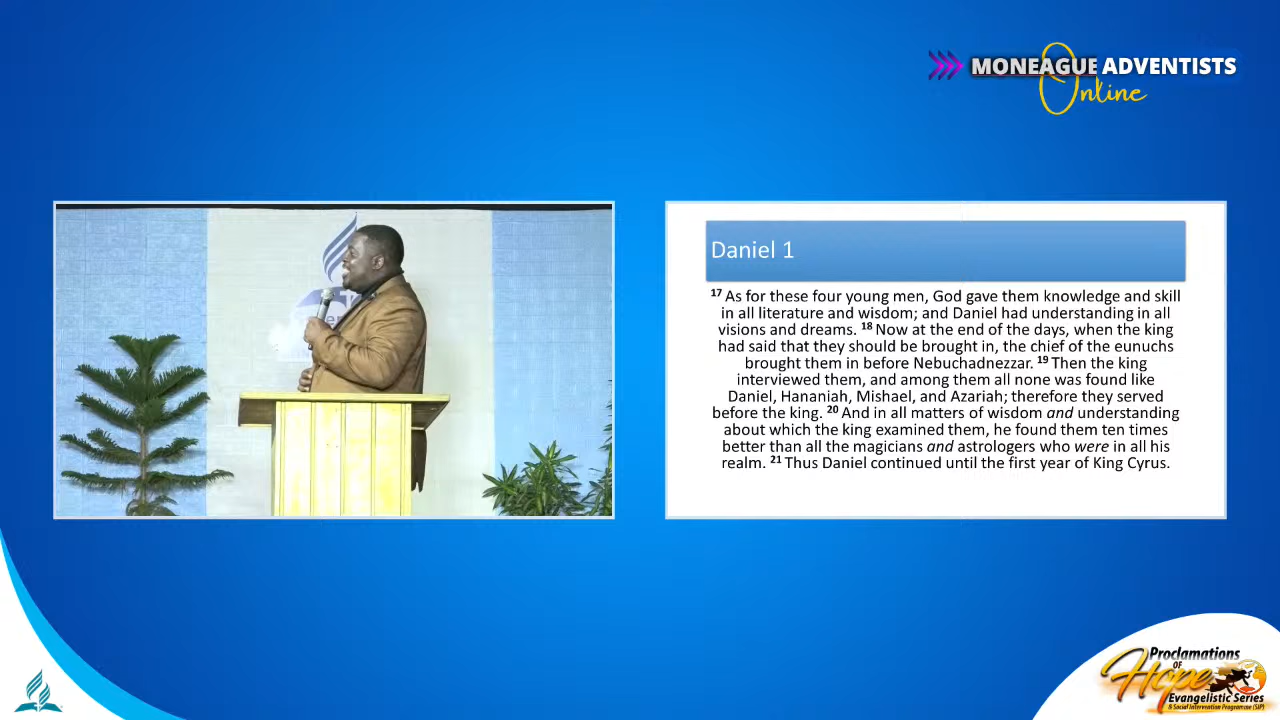 MONEAGUE ADVENTISTS
Online
Daniel 1
17 As for these four young men, God gave them knowledge and skill
in all literature and wisdom; and Daniel had understanding in all
visions and dreams. 18 Now at the end of the days, when the king
had said that they should be brought in, the chief of the eunuchs
brought them in before Nebuchadnezzar. 19 Then the king
interviewed them, and among them all none was found like
Daniel, Hananiah, Mishael, and Azariah; therefore they served
before the king. 20 And in all matters of wisdom and understanding
about which the king examined them, he found them ten times
better than all the magicians and astrologers who were in all his
realm. 21 Thus Daniel continued until the first year of King Cyrus.
Proclamations
OF
Hope
Evangelistic Series
& Social Intervention Programme (SIP)